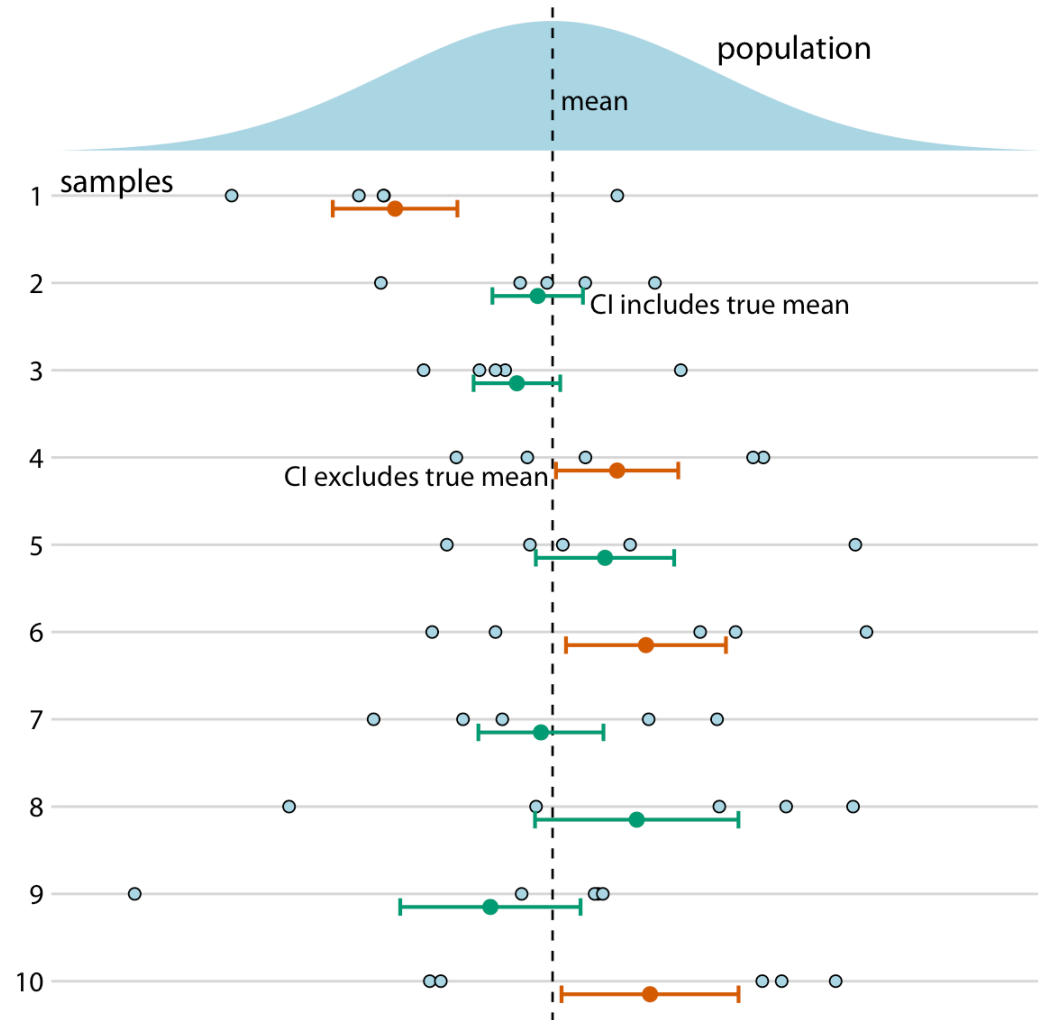 population
mean
samples
1
2
CI includes true mean
3
4
CI excludes true mean
5
6
7
8
9
10